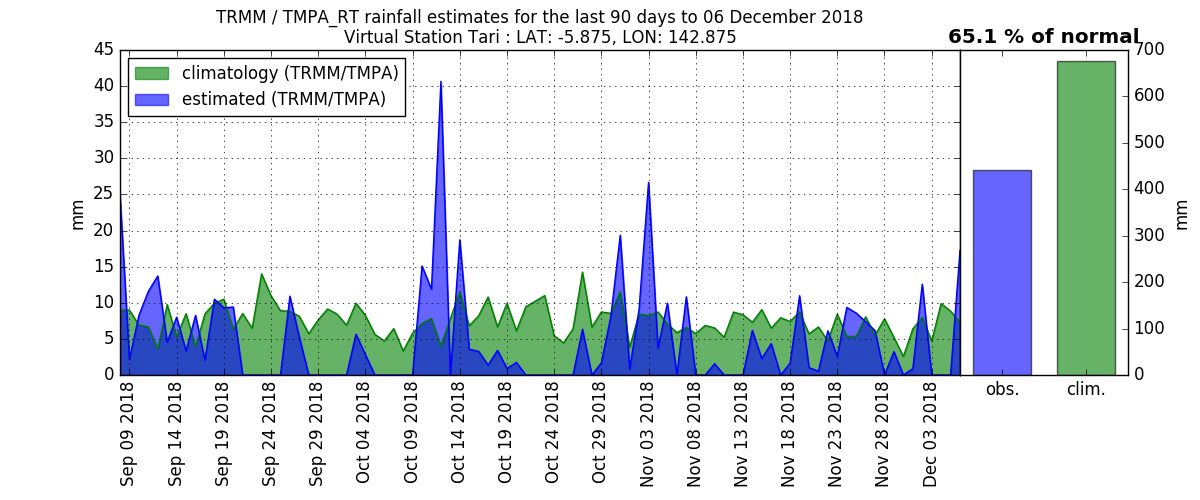 TRMM / TMPA_RT rainfall estimates for the last 90 days to 06 December 2018
Virtual Station Tari : LAT: -5.875, LON: 142.875
65.1 % of normal
climatology (TRMM/TMPA)
estimated (TRMM/TMPA)
mm
45
40
35
30
25
20
15
10
5
0
Sep 09 2018
Sep 14 2018
Sep 19 2018
Sep 24 2018
Sep 29 2018
Oct 04 2018
Oct 09 2018
Oct 14 2018
Oct 19 2018
Oct 24 2018
Oct 29 2018
Nov 03 2018
Nov 08 2018
Nov 13 2018
Nov 18 2018
Nov 23 2018
Nov 28 2018
Dec 03 2018
obs.
clim.
700
600
500
400
300
200
100
0
mm